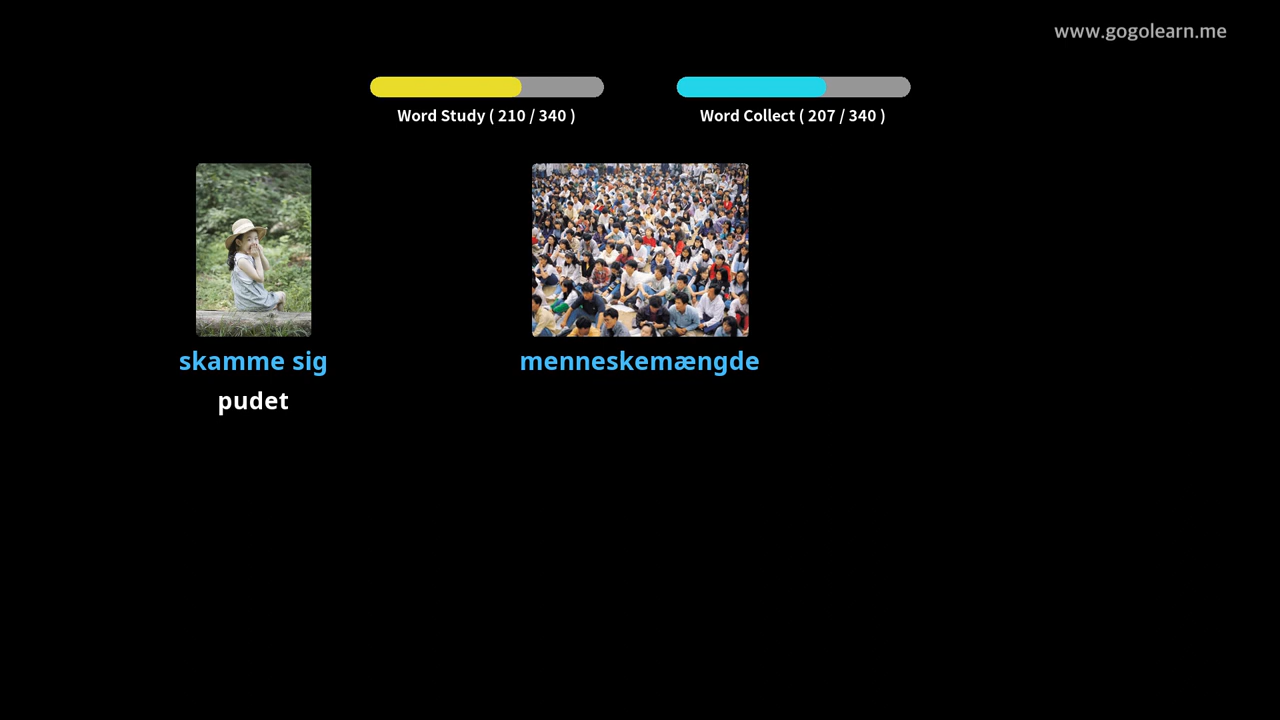 www.gogolearn.me
Word Study ( 210 / 340 )
Word Collect ( 207 / 340 )
skamme sig
pudet
menneskemængde